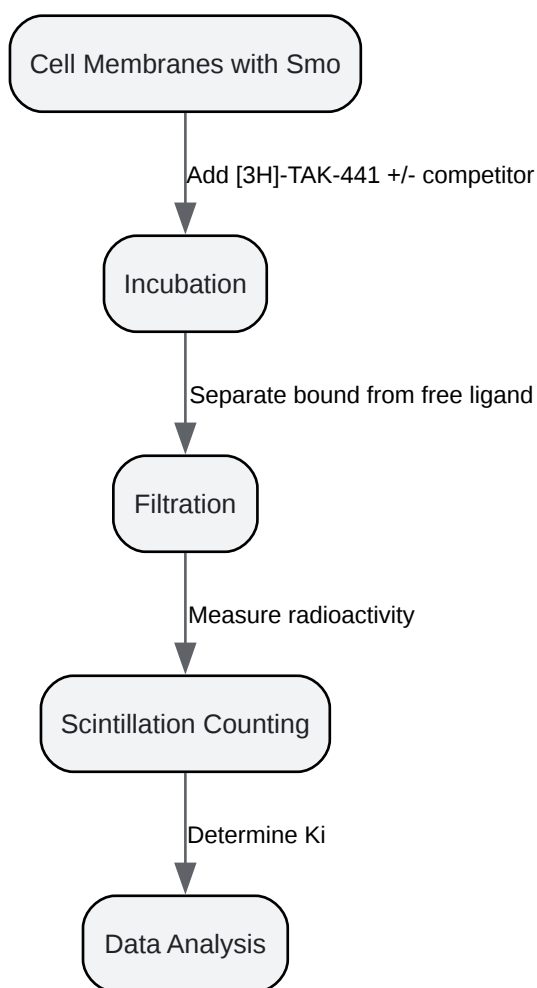 Cell Membranes with Smo
Add [3H]-TAK-441 +/- competitor
Incubation
Separate bound from free ligand
Filtration
Measure radioactivity
Scintillation Counting
Determine Ki
Data Analysis